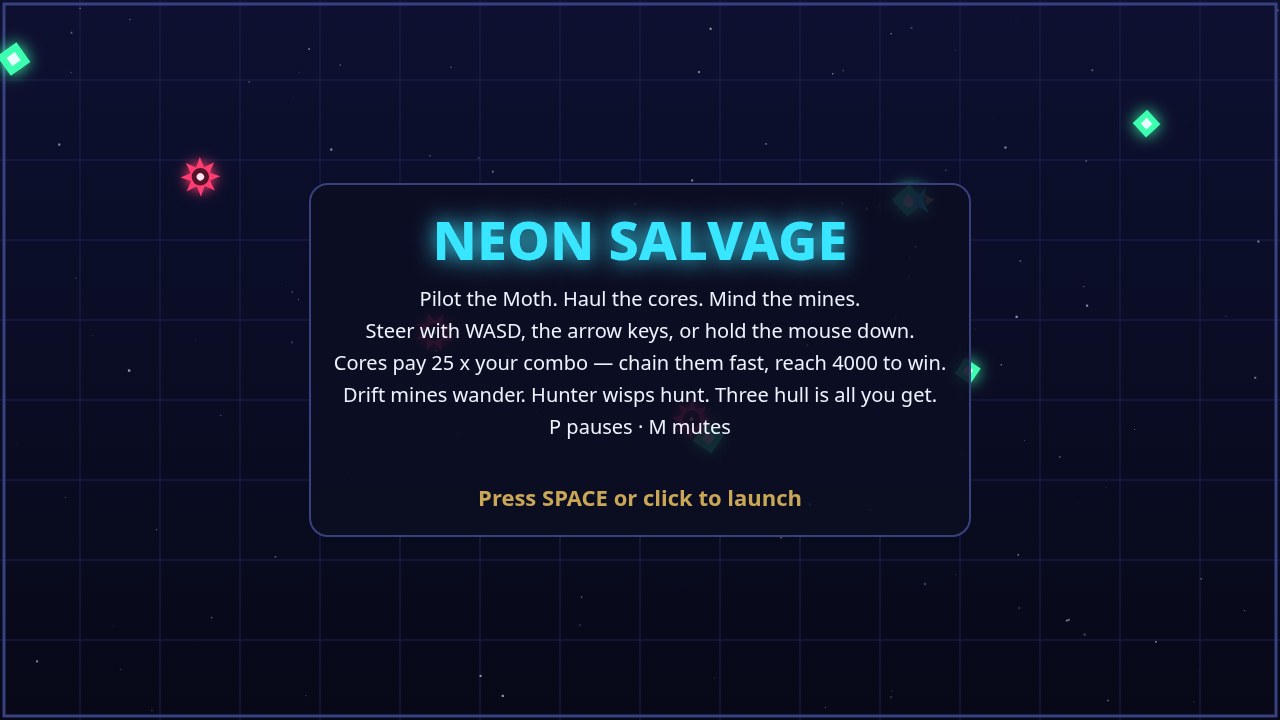 NEON SALVAGE
Pilot the Moth. Haul the cores. Mind the mines.
Steer with WASD, the arrow keys, or hold the mouse down.
Cores pay 25 x your combo — chain them fast, reach 4000 to win.
Drift mines wander. Hunter wisps hunt. Three hull is all you get.
P pauses · M mutes
Press SPACE or click to launch